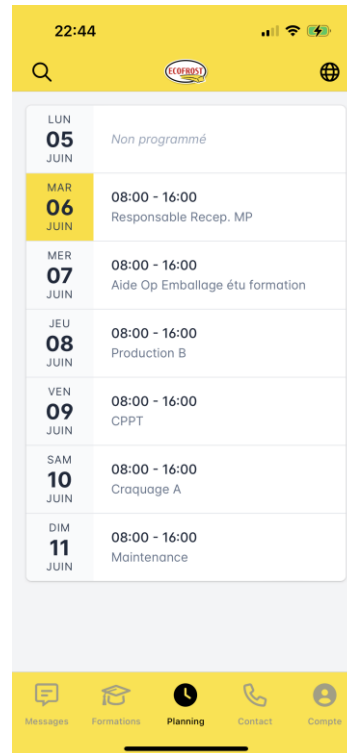 22:44
ECOFROST
LUN
05
JUIN
Non programmé
MAR
06
JUIN
08:00 - 16:00
Responsable Recep. MP
MER
07
JUIN
08:00 - 16:00
Aide Op Emballage étu formation
JEU
08
JUIN
08:00 - 16:00
Production B
VEN
09
JUIN
08:00 - 16:00
CPPT
SAM
10
JUIN
08:00 - 16:00
Craquage A
DIM
11
JUIN
08:00 - 16:00
Maintenance
Messages
Formations
Planning
Contact
Compte